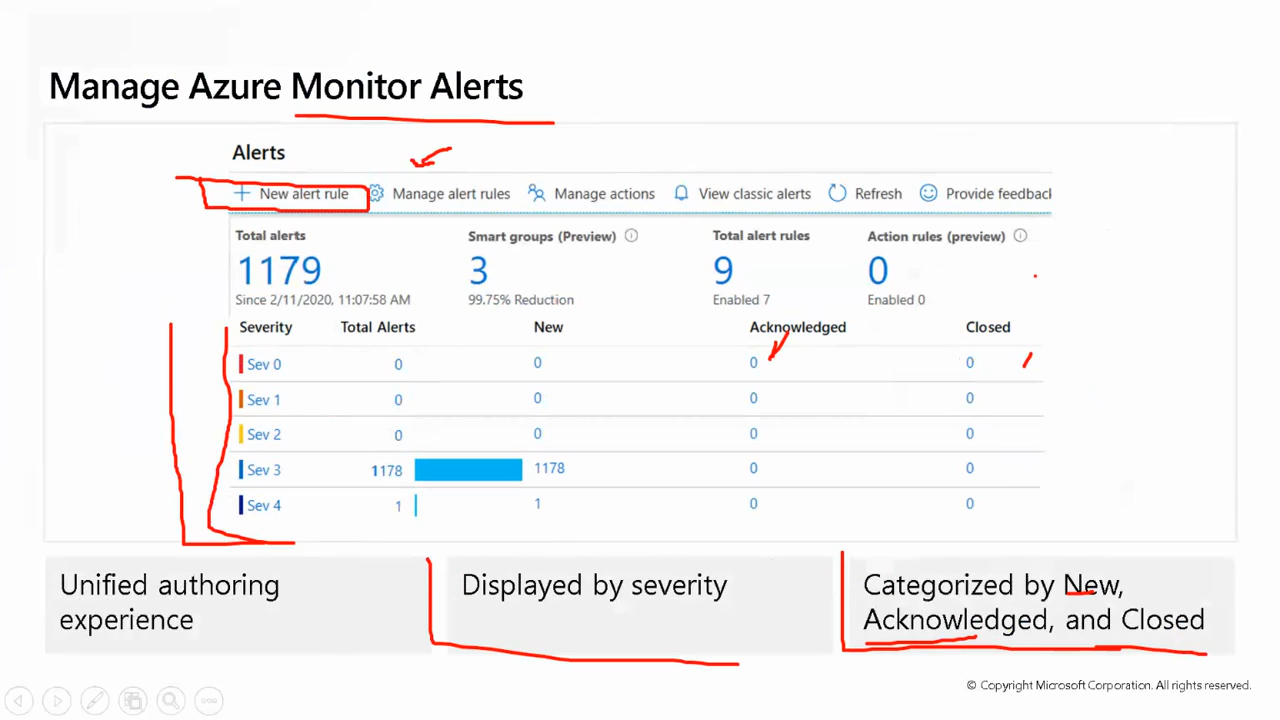 Manage Azure Monitor Alerts
Alerts
New alert rule Manage alert rules Manage actions View classic alerts Refresh Provide feedback
Total alerts Smart groups (Preview) Total alert rules Action rules (preview)
1179 3 9 0
Since 2/11/2020, 11:07:58 AM 99.75% Reduction Enabled 7 Enabled 0
Severity Total Alerts New Acknowledged Closed
Sev 0 0 0 0 0
Sev 1 0 0 0 0
Sev 2 0 0 0 0
Sev 3 1178 1178 0 0
Sev 4 1 1 0 0
Unified authoring
experience
Displayed by severity
Categorized by New,
Acknowledged, and Closed
© Copyright Microsoft Corporation. All rights reserved.